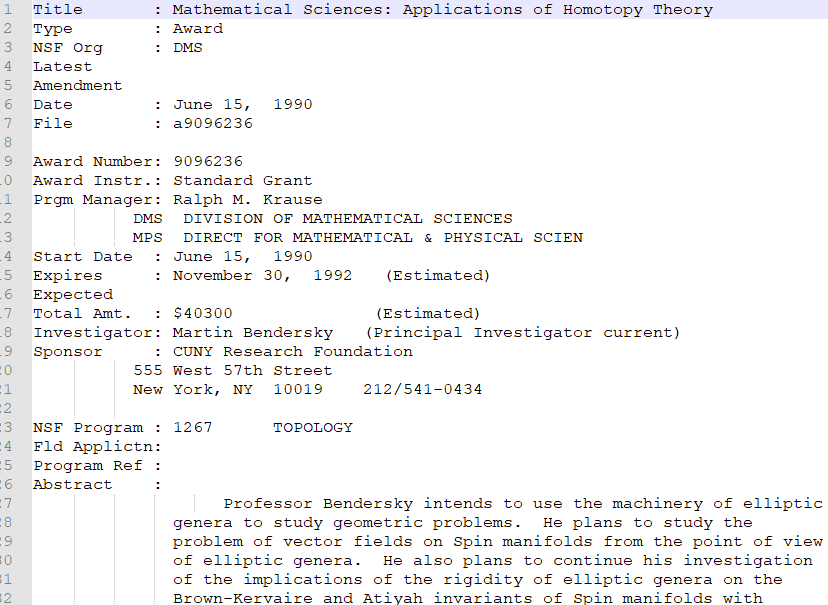 1 Title : Mathematical Sciences: Applications of Homotopy Theory
2 Type : Award
3 NSF Org : DMS
4 Latest
5 Amendment
6 Date : June 15, 1990
7 File : a9096236
8
9 Award Number: 9096236
0 Award Instr.: Standard Grant
1 Prgm Manager: Ralph M. Krause
2 DMS DIVISION OF MATHEMATICAL SCIENCES
3 MPS DIRECT FOR MATHEMATICAL & PHYSICAL SCIEN
4 Start Date : June 15, 1990
5 Expires : November 30, 1992 (Estimated)
6 Expected
7 Total Amt. : $40300 (Estimated)
8 Investigator: Martin Bendersky (Principal Investigator current)
9 Sponsor : CUNY Research Foundation
0 555 West 57th Street
1 New York, NY 10019 212/541-0434
2
3 NSF Program : 1267 TOPOLOGY
4 Fld Applictn:
5 Program Ref :
6 Abstract :
7 Professor Bendersky intends to use the machinery of elliptic
8 genera to study geometric problems. He plans to study the
9 problem of vector fields on Spin manifolds from the point of view
0 of elliptic genera. He also plans to continue his investigation
1 of the implications of the rigidity of elliptic genera on the
2 Brown-Kervaire and Atiyah invariants of Spin manifolds with